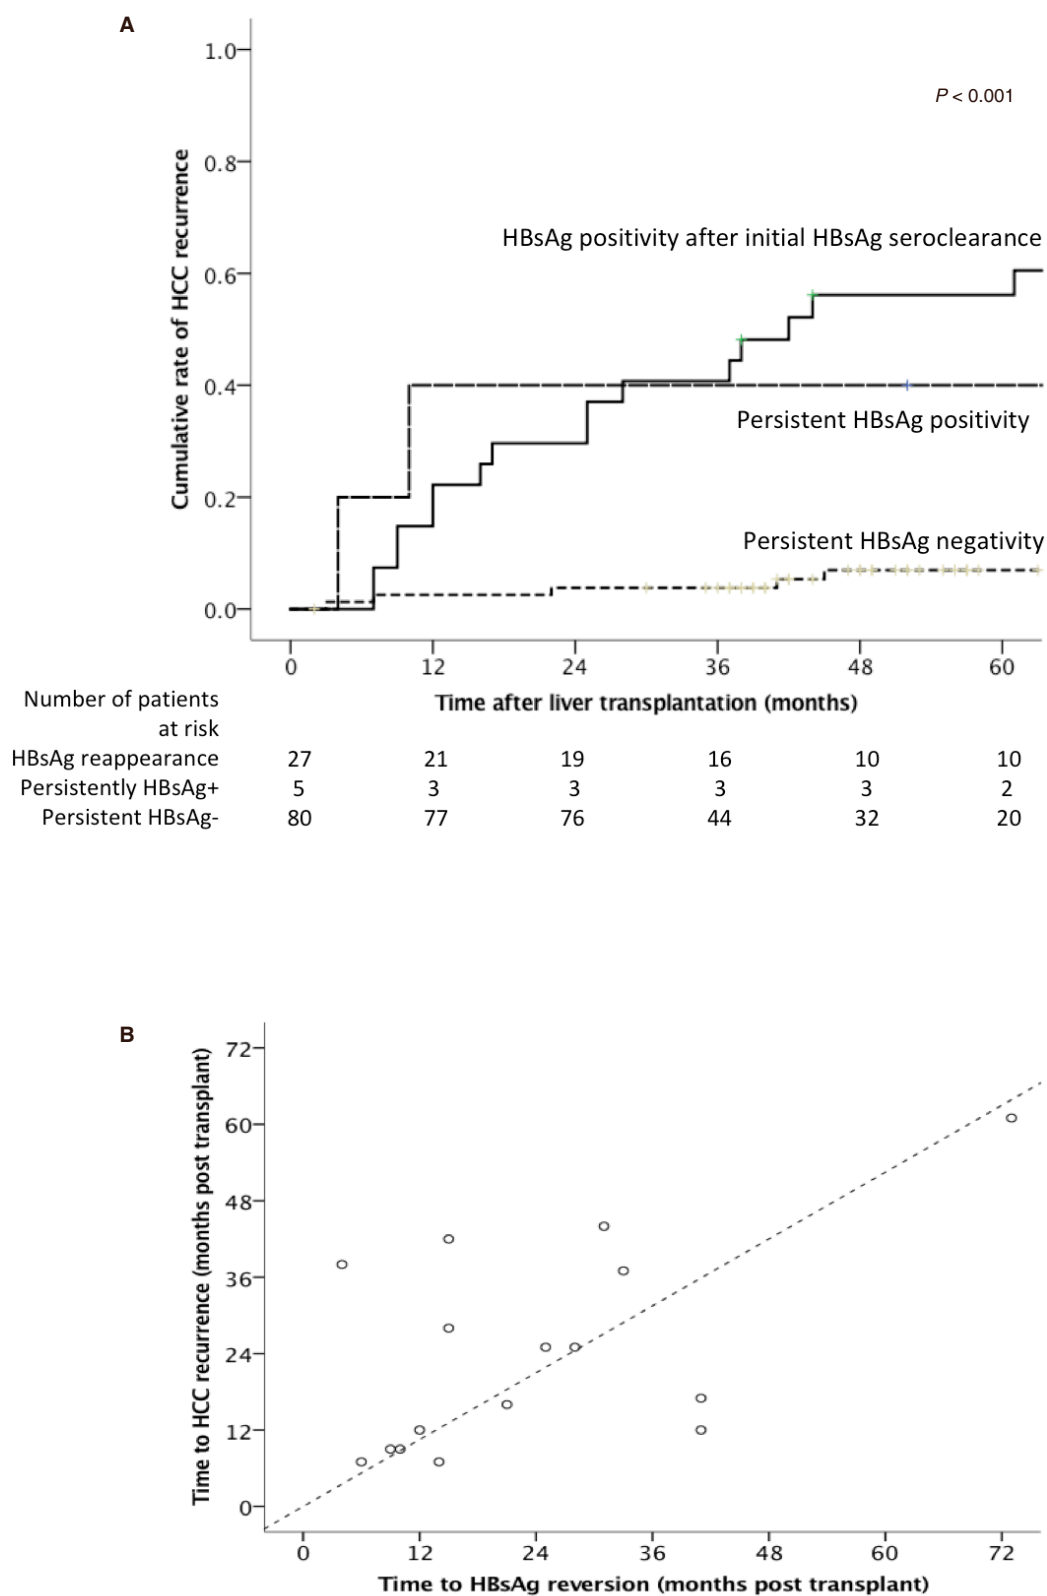 A
1.0
P < 0.001
0.8
HBsAg positivity after initial HBsAg seroclearance
0.6
Cumulative rate of HCC recurrence
0.4
Persistent HBsAg positivity
0.2
Persistent HBsAg negativity
0.0
0 12 24 36 48 60
Time after liver transplantation (months)
Number of patients
at risk
HBsAg reappearance 27 21 19 16 10 10
Persistently HBsAg+ 5 3 3 3 3 2
Persistent HBsAg- 80 77 76 44 32 20
B
72
60
48
Time to HCC recurrence (months post transplant)
36
24
12
0
0 12 24 36 48 60 72
Time to HBsAg reversion (months post transplant)